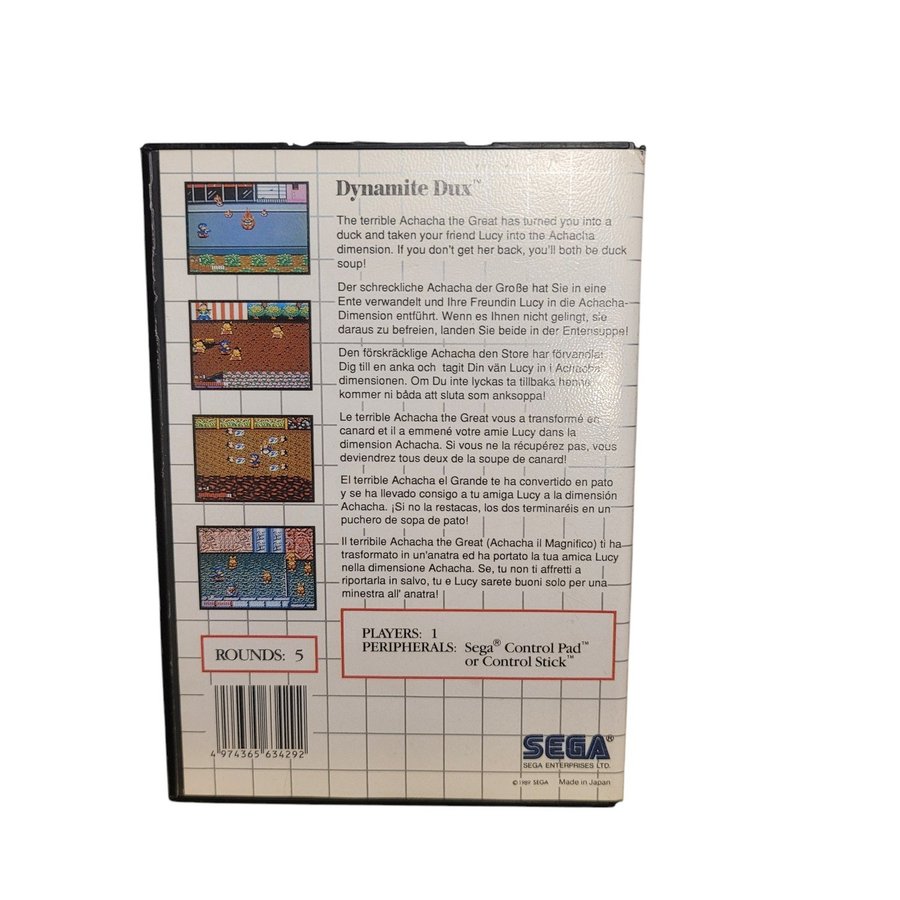 Dynamite Dux™
The terrible Achacha the Great has turned you into a
duck and taken your friend Lucy into the Achacha
dimension. If you don't get her back, you'll both be duck
soup!
Der schreckliche Achacha der Große hat Sie in eine
Ente verwandelt und Ihre Freundin Lucy in die Achacha-
Dimension entführt. Wenn es Ihnen nicht gelingt, sie
daraus zu befreien, landen Sie beide in der Entensuppe!
Den förskräcklige Achacha den Store har förvandlat
Dig till en anka och tagit Din vän Lucy in i Achacha
dimensionen. Om Du inte lyckas ta tillbaka henne
kommer ni båda att sluta som anksoppa!
Le terrible Achacha the Great vous a transformé en
canard et il a emmené votre amie Lucy dans la
dimension Achacha. Si vous ne la récupérez pas, vous
deviendrez tous deux de la soupe de canard!
El terrible Achacha el Grande te ha convertido en pato
y se ha llevado consigo a tu amiga Lucy a la dimensión
Achacha. ¡Si no la restacas, los dos terminaréis en un
puchero de sopa de pato!
Il terribile Achacha the Great (Achacha il Magnifico) ti ha
trasformato in un'anatra ed ha portato la tua amica Lucy
nella dimensione Achacha. Se, tu non ti affretti a
riportarla in salvo, tu e Lucy sarete buoni solo per una
minestra all' anatra!
PLAYERS: 1
PERIPHERALS: Sega® Control Pad™
or Control Stick™
ROUNDS: 5
4 974365 634292
SEGA®
SEGA ENTERPRISES LTD.
© 1989 SEGA Made in Japan